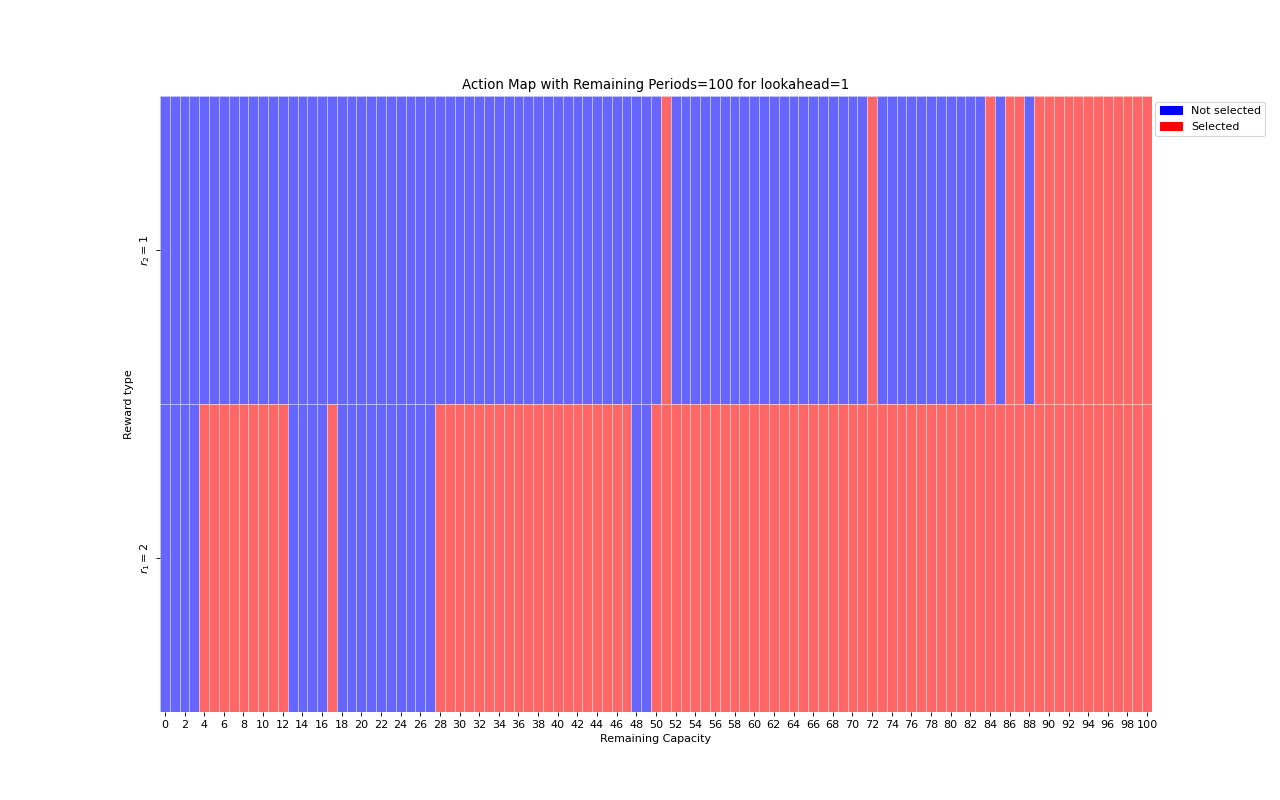 Action Map with Remaining Periods=100 for lookahead=1
Not selected
Selected
r₂ = 1
Reward type
r₁ = 2
0 2 4 6 8 10 12 14 16 18 20 22 24 26 28 30 32 34 36 38 40 42 44 46 48 50 52 54 56 58 60 62 64 66 68 70 72 74 76 78 80 82 84 86 88 90 92 94 96 98 100
Remaining Capacity